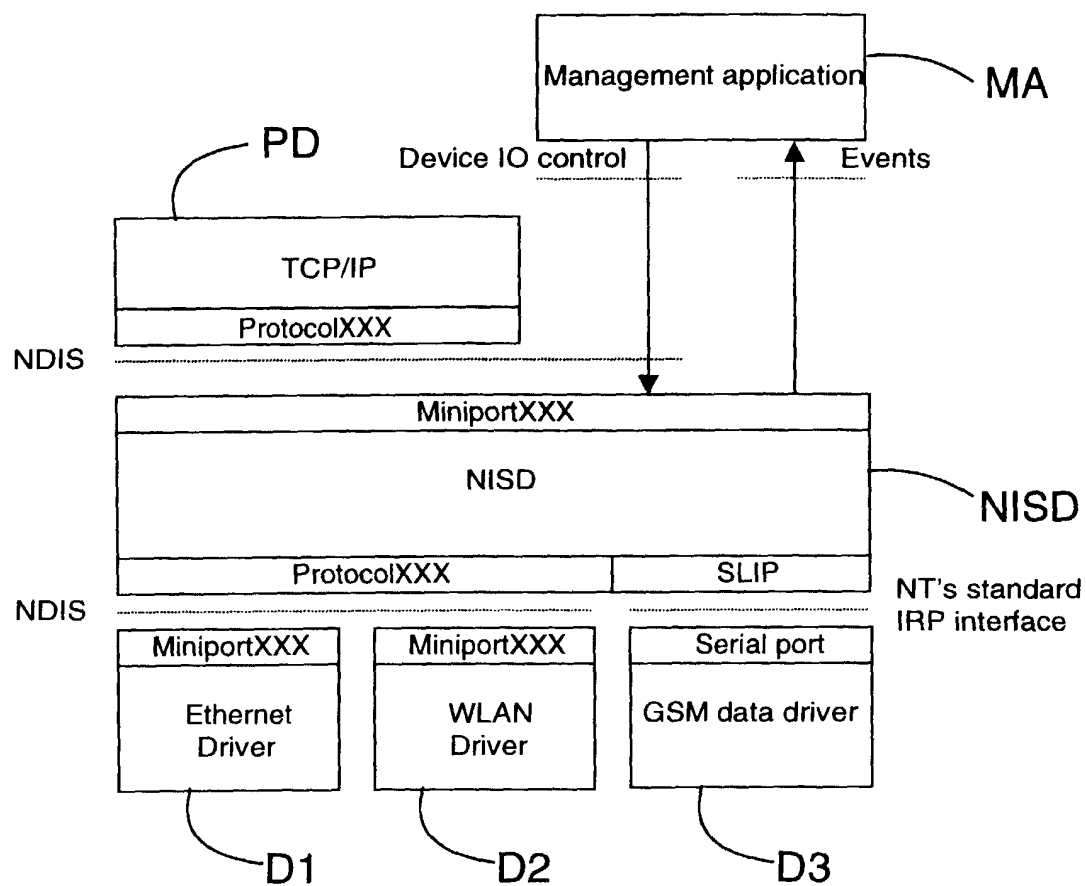 Management application
MA
PD
Device IO control
Events
TCP/IP
ProtocolXXX
NDIS
MiniportXXX
NISD
NISD
ProtocolXXX
SLIP
NDIS
NT's standard
IRP interface
MiniportXXX
MiniportXXX
Serial port
Ethernet
Driver
WLAN
Driver
GSM data driver
D1
D2
D3